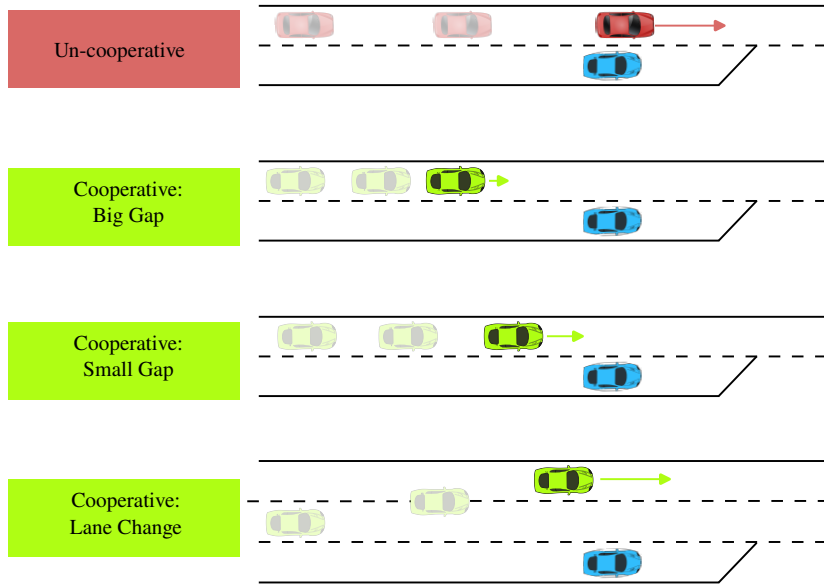 Un-cooperative
Cooperative:
Big Gap
Cooperative:
Small Gap
Cooperative:
Lane Change